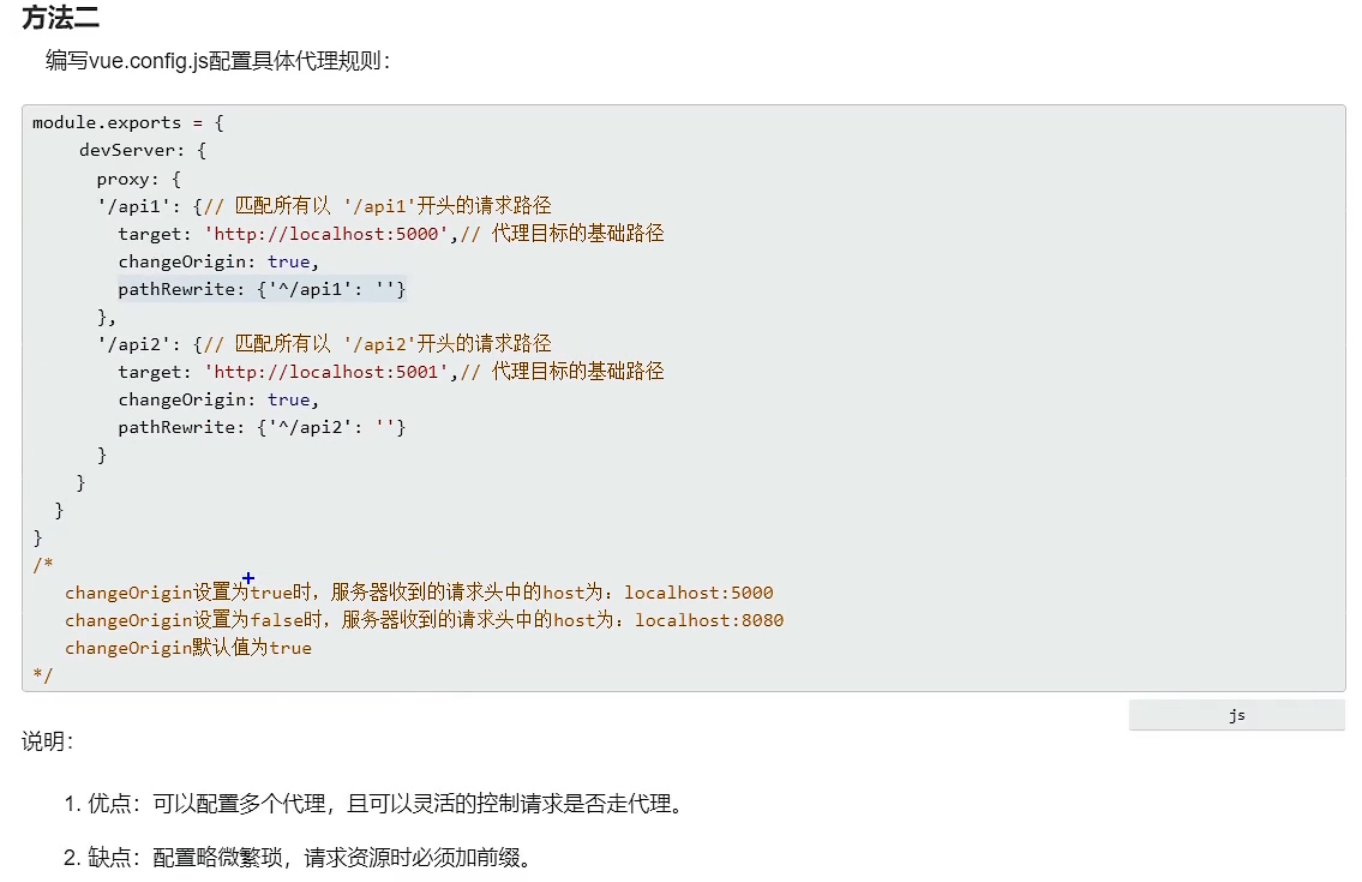 方法二
编写vue.config.js配置具体代理规则：
module.exports = {
devServer: {
proxy: {
'/api1': {// 匹配所有以 '/api1'开头的请求路径
target: 'http://localhost:5000',// 代理目标的基础路径
changeOrigin: true,
pathRewrite: {'^/api1': ''}
},
'/api2': {// 匹配所有以 '/api2'开头的请求路径
target: 'http://localhost:5001',// 代理目标的基础路径
changeOrigin: true,
pathRewrite: {'^/api2': ''}
}
}
}
}
/*
changeOrigin设置为true时，服务器收到的请求头中的host为：localhost:5000
changeOrigin设置为false时，服务器收到的请求头中的host为：localhost:8080
changeOrigin默认值为true
*/
js
说明：
1. 优点：可以配置多个代理，且可以灵活的控制请求是否走代理。
2. 缺点：配置略微繁琐，请求资源时必须加前缀。